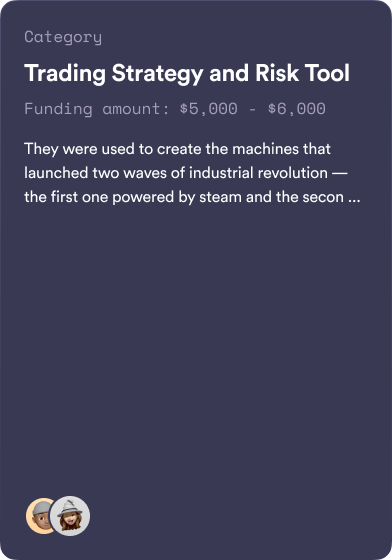 Category
Trading Strategy and Risk Tool
Funding amount: $5,000 - $6,000
They were used to create the machines that
launched two waves of industrial revolution —
the first one powered by steam and the secon ...